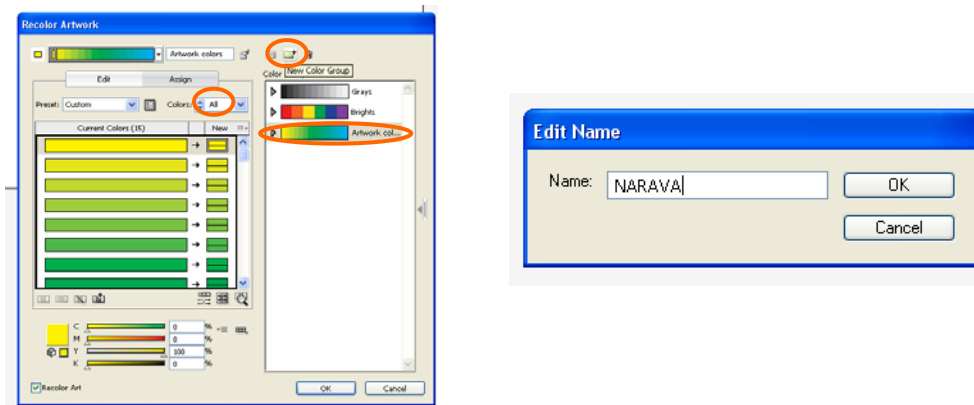 Recolor Artwork
Artwork colors
New Color Group
Edit Assign
Color
Preset: Custom Colors: All
Grays
Brights
Artwork col...
Current Colors (15) New
C 0 %
M 0 %
Y 100 %
K 0 %
Recolor Art
OK Cancel
Edit Name
Name: NARAVA
OK
Cancel